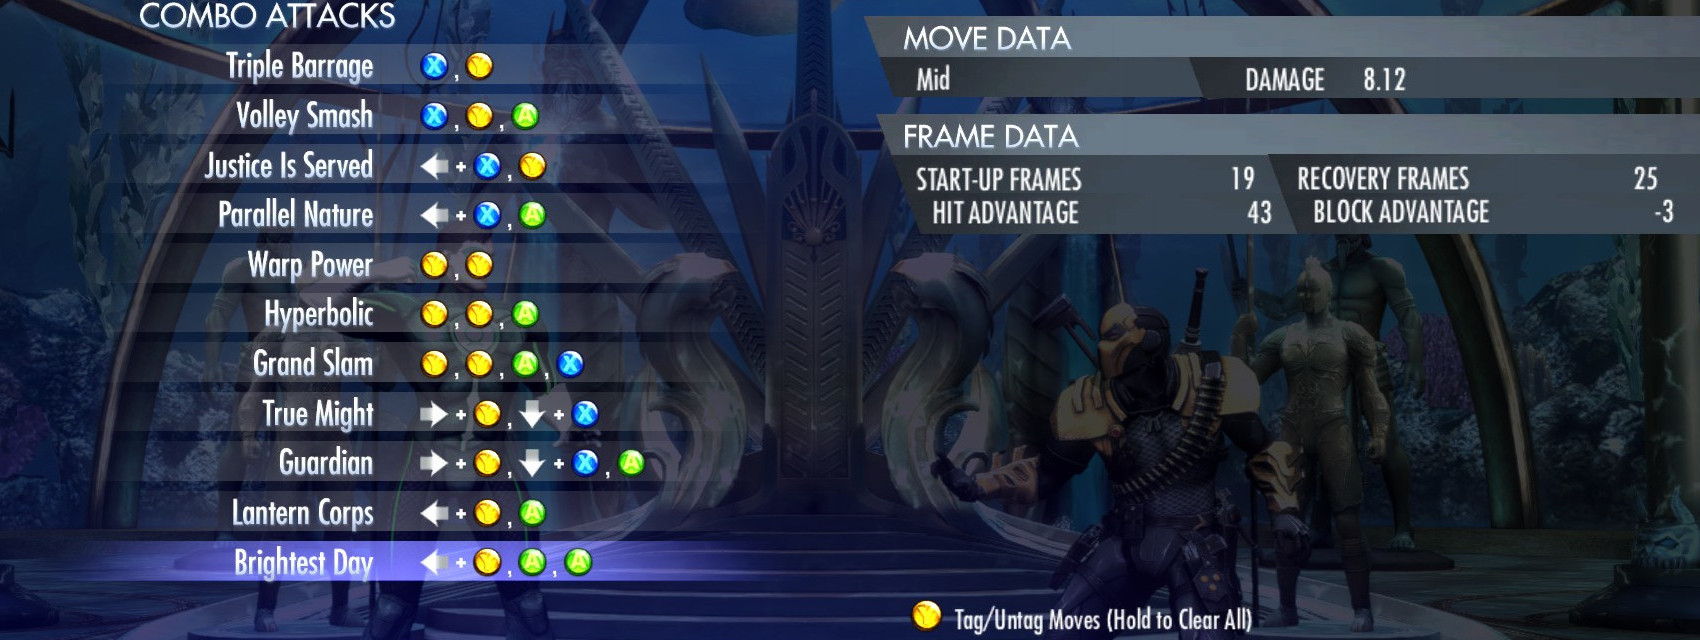 COMBO ATTACKS
Triple Barrage X, Y
Volley Smash X, Y, A
Justice Is Served + X, Y
Parallel Nature + X, A
Warp Power Y, Y
Hyperbolic Y, Y, A
Grand Slam Y, Y, A, X
True Might + Y, + X
Guardian + Y, + X, A
Lantern Corps + Y, A
Brightest Day + Y, A, A
MOVE DATA
Mid DAMAGE 8.12
FRAME DATA
START-UP FRAMES 19 RECOVERY FRAMES 25
HIT ADVANTAGE 43 BLOCK ADVANTAGE -3
Y Tag/Untag Moves (Hold to Clear All)